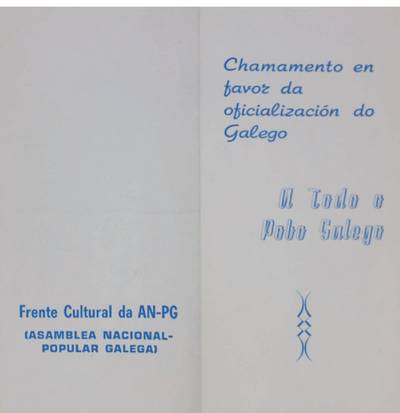 Chamamento en
favor da
oficialización do
Galego
A Todo o
Pobo Galego
Frente Cultural da AN-PG
(ASAMBLEA NACIONAL-
POPULAR GALEGA)